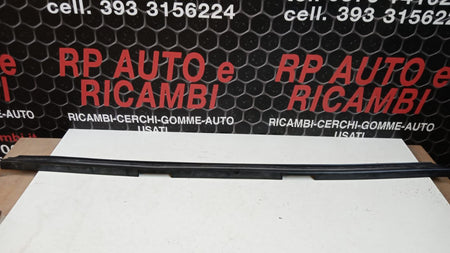 cell. 393 3156224
cell. 393 3156224
RP AUTO e
RICAMBI
RP AUTO e
RICAMBI
RICAMBI-CERCHI-GOMME-AUTO
USATI
RICAMBI-CERCHI-GOMME-AUTO
USATI